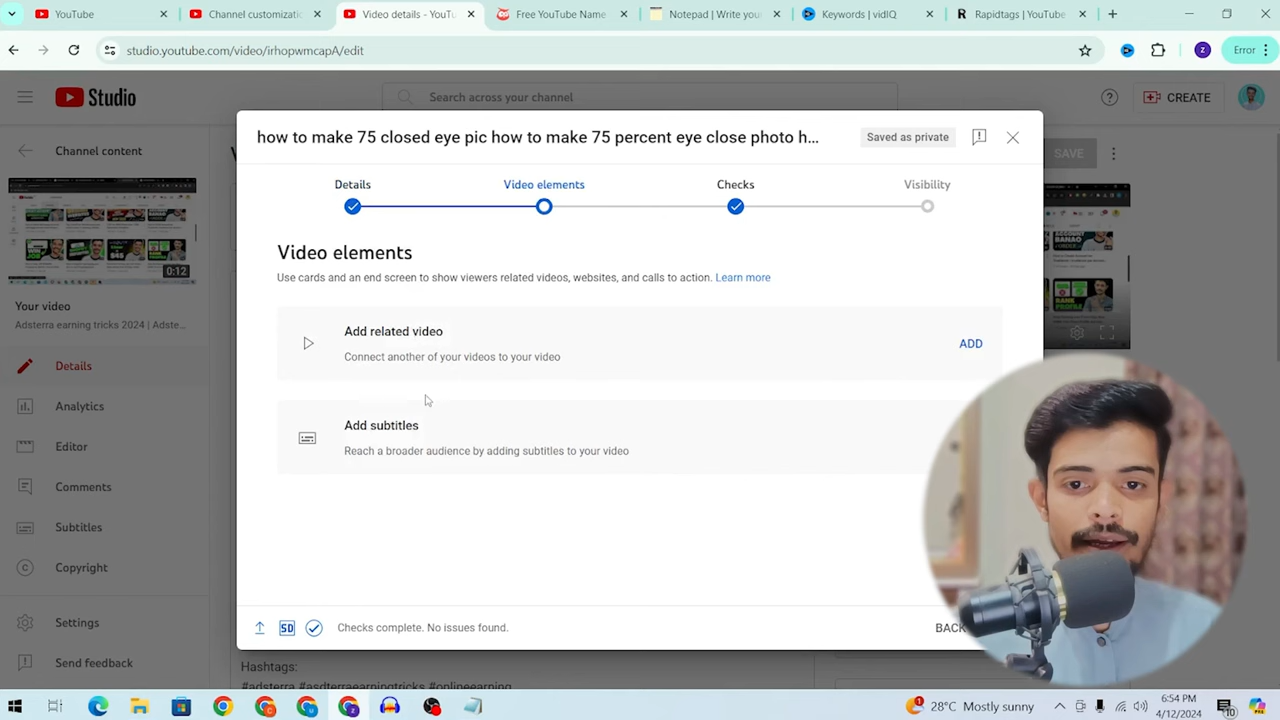 YouTube
Channel customizatio
Video details - YouTu
Free YouTube Name
Notepad | Write your
Keywords | vidIQ
Rapidtags | YouTube
studio.youtube.com/video/irhopwmcapA/edit
Error
Studio
Search across your channel
CREATE
Channel content
how to make 75 closed eye pic how to make 75 percent eye close photo h...
Saved as private
SAVE
Details
Video elements
Checks
Visibility
0:12
Your video
Adsterra earning tricks 2024 | Adste...
Details
Analytics
Editor
Comments
Subtitles
Copyright
Settings
Send feedback
Video elements
Use cards and an end screen to show viewers related videos, websites, and calls to action. Learn more
Add related video
Connect another of your videos to your video
ADD
Add subtitles
Reach a broader audience by adding subtitles to your video
SD
Checks complete. No issues found.
BACK
Hashtags:
#adsterra #asdterraearningtricks #onlineearning
28°C Mostly sunny
6:54 PM
4/12/2024
10